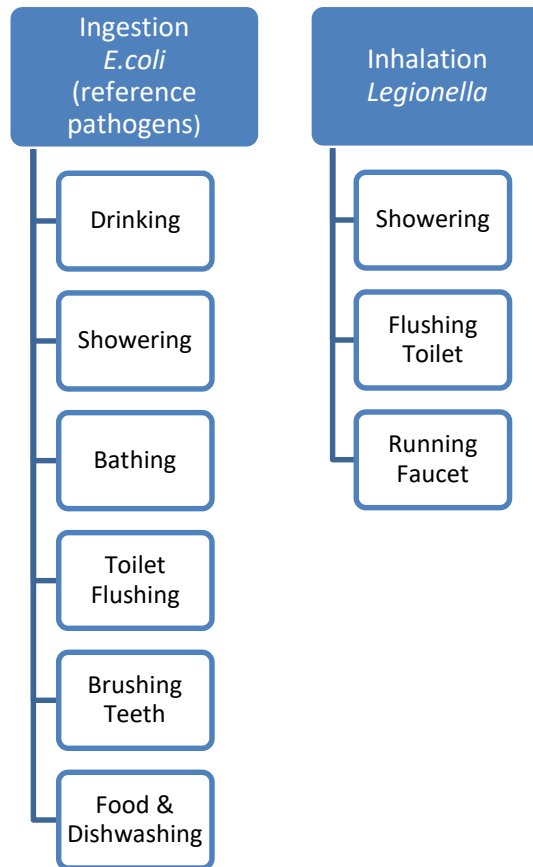 Ingestion
E.coli
(reference
pathogens)
Drinking
Showering
Bathing
Toilet
Flushing
Brushing
Teeth
Food &
Dishwashing
Inhalation
Legionella
Showering
Flushing
Toilet
Running
Faucet